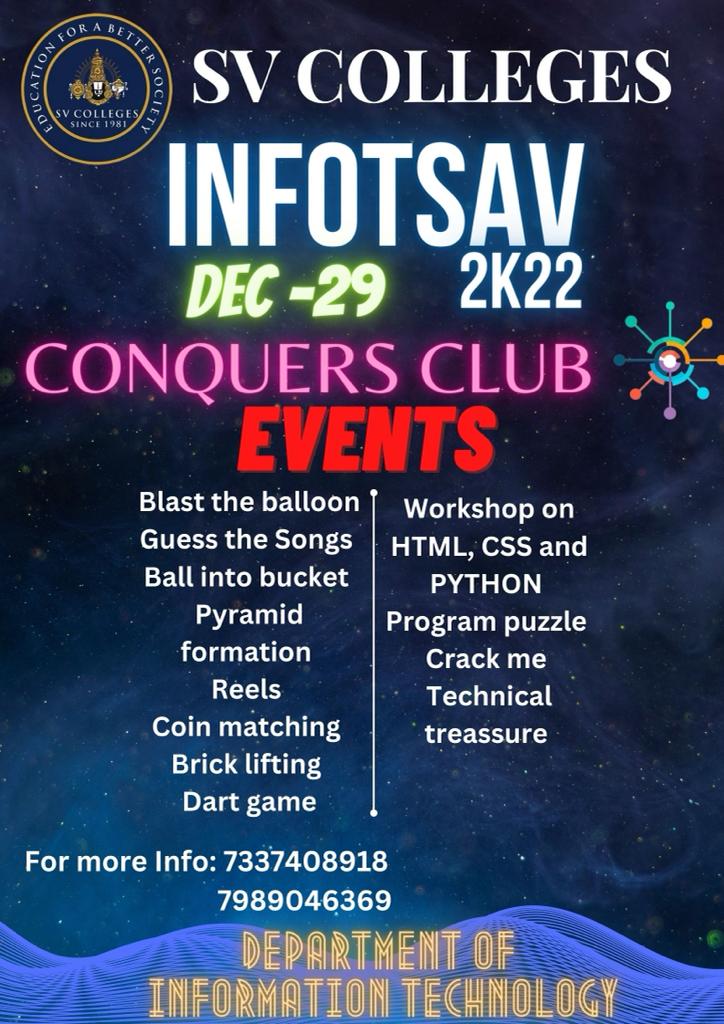 EDUCATION FOR A BETTER SOCIETY
SV COLLEGES
SINCE 1981
SV COLLEGES
INFOTSAV
DEC -29 2K22
CONQUERS CLUB
EVENTS
Blast the balloon
Guess the Songs
Ball into bucket
Pyramid
formation
Reels
Coin matching
Brick lifting
Dart game
Workshop on
HTML, CSS and
PYTHON
Program puzzle
Crack me
Technical
treassure
For more Info: 7337408918
7989046369
DEPARTMENT OF
INFORMATION TECHNOLOGY